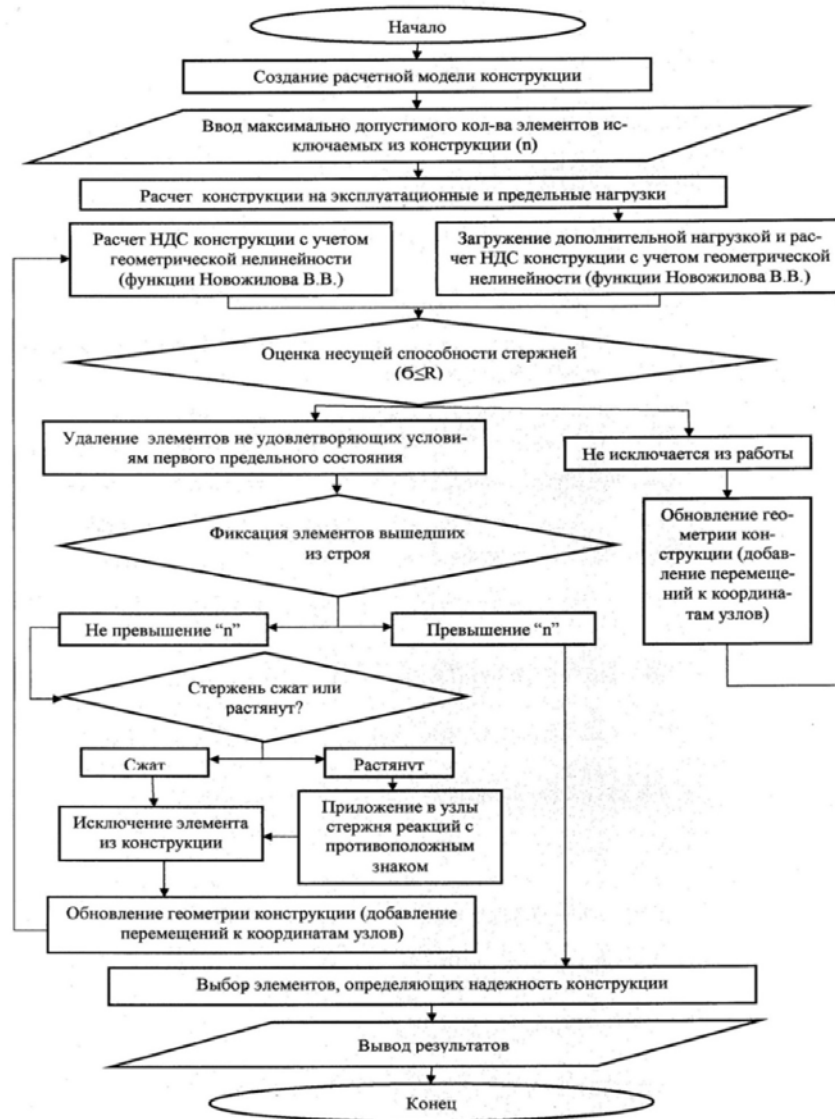 Начало
Создание расчетной модели конструкции
Ввод максимально допустимого кол-ва элементов ис-
ключаемых из конструкции (n)
Расчет конструкции на эксплуатационные и предельные нагрузки
Расчет НДС конструкции с учетом
геометрической нелинейности
(функции Новожилова В.В.)
Загружение дополнительной нагрузкой и рас-
чет НДС конструкции с учетом геометрической
нелинейности (функции Новожилова В.В.)
Оценка несущей способности стержней
(б≤R)
Удаление элементов не удовлетворяющих услови-
ям первого предельного состояния
Не исключается из работы
Фиксация элементов вышедших
из строя
Обновление гео-
метрии кон-
струкции (добав-
ление перемеще-
ний к координа-
там узлов)
Не превышение “n”
Превышение “n”
Стержень сжат или
растянут?
Сжат
Растянут
Исключение элемента
из конструкции
Приложение в узлы
стержня реакций с
противоположным
знаком
Обновление геометрии конструкции (добавление
перемещений к координатам узлов)
Выбор элементов, определяющих надежность конструкции
Вывод результатов
Конец